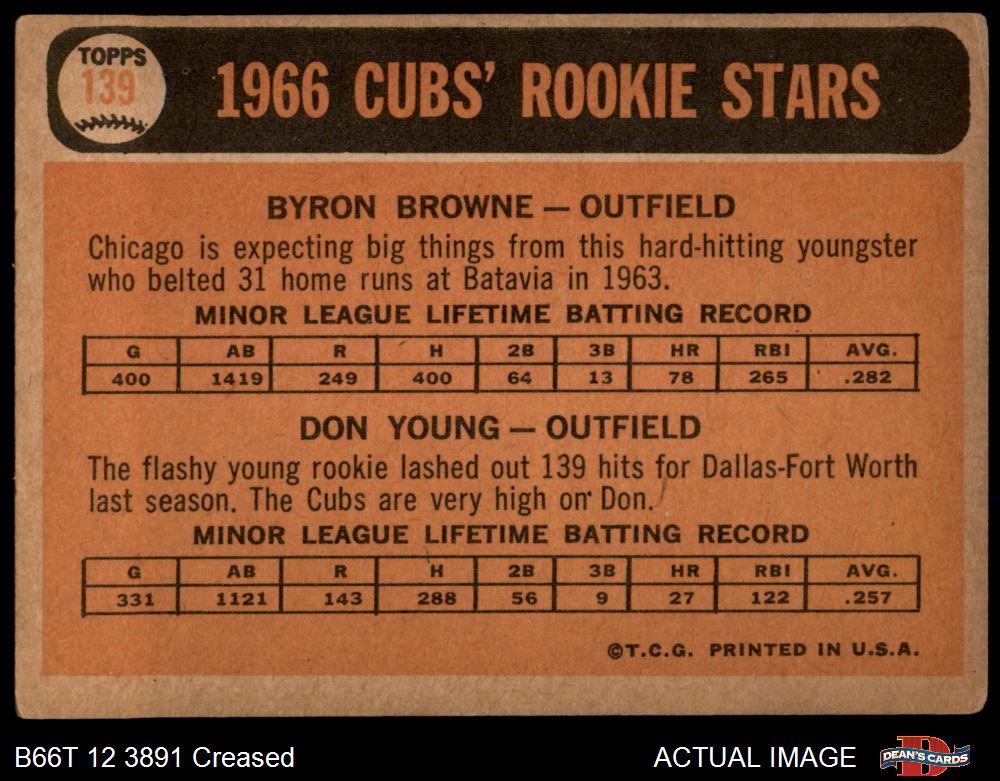 TOPPS
139
1966 CUBS' ROOKIE STARS
BYRON BROWNE — OUTFIELD
Chicago is expecting big things from this hard-hitting youngster
who belted 31 home runs at Batavia in 1963.
MINOR LEAGUE LIFETIME BATTING RECORD
G AB R H 2B 3B HR RBI AVG.
400 1419 249 400 64 13 78 265 .282
DON YOUNG — OUTFIELD
The flashy young rookie lashed out 139 hits for Dallas-Fort Worth
last season. The Cubs are very high on Don.
MINOR LEAGUE LIFETIME BATTING RECORD
G AB R H 2B 3B HR RBI AVG.
331 1121 143 288 56 9 27 122 .257
©T.C.G. PRINTED IN U.S.A.
B66T 12 3891 Creased
ACTUAL IMAGE
D
DEAN'S CARDS